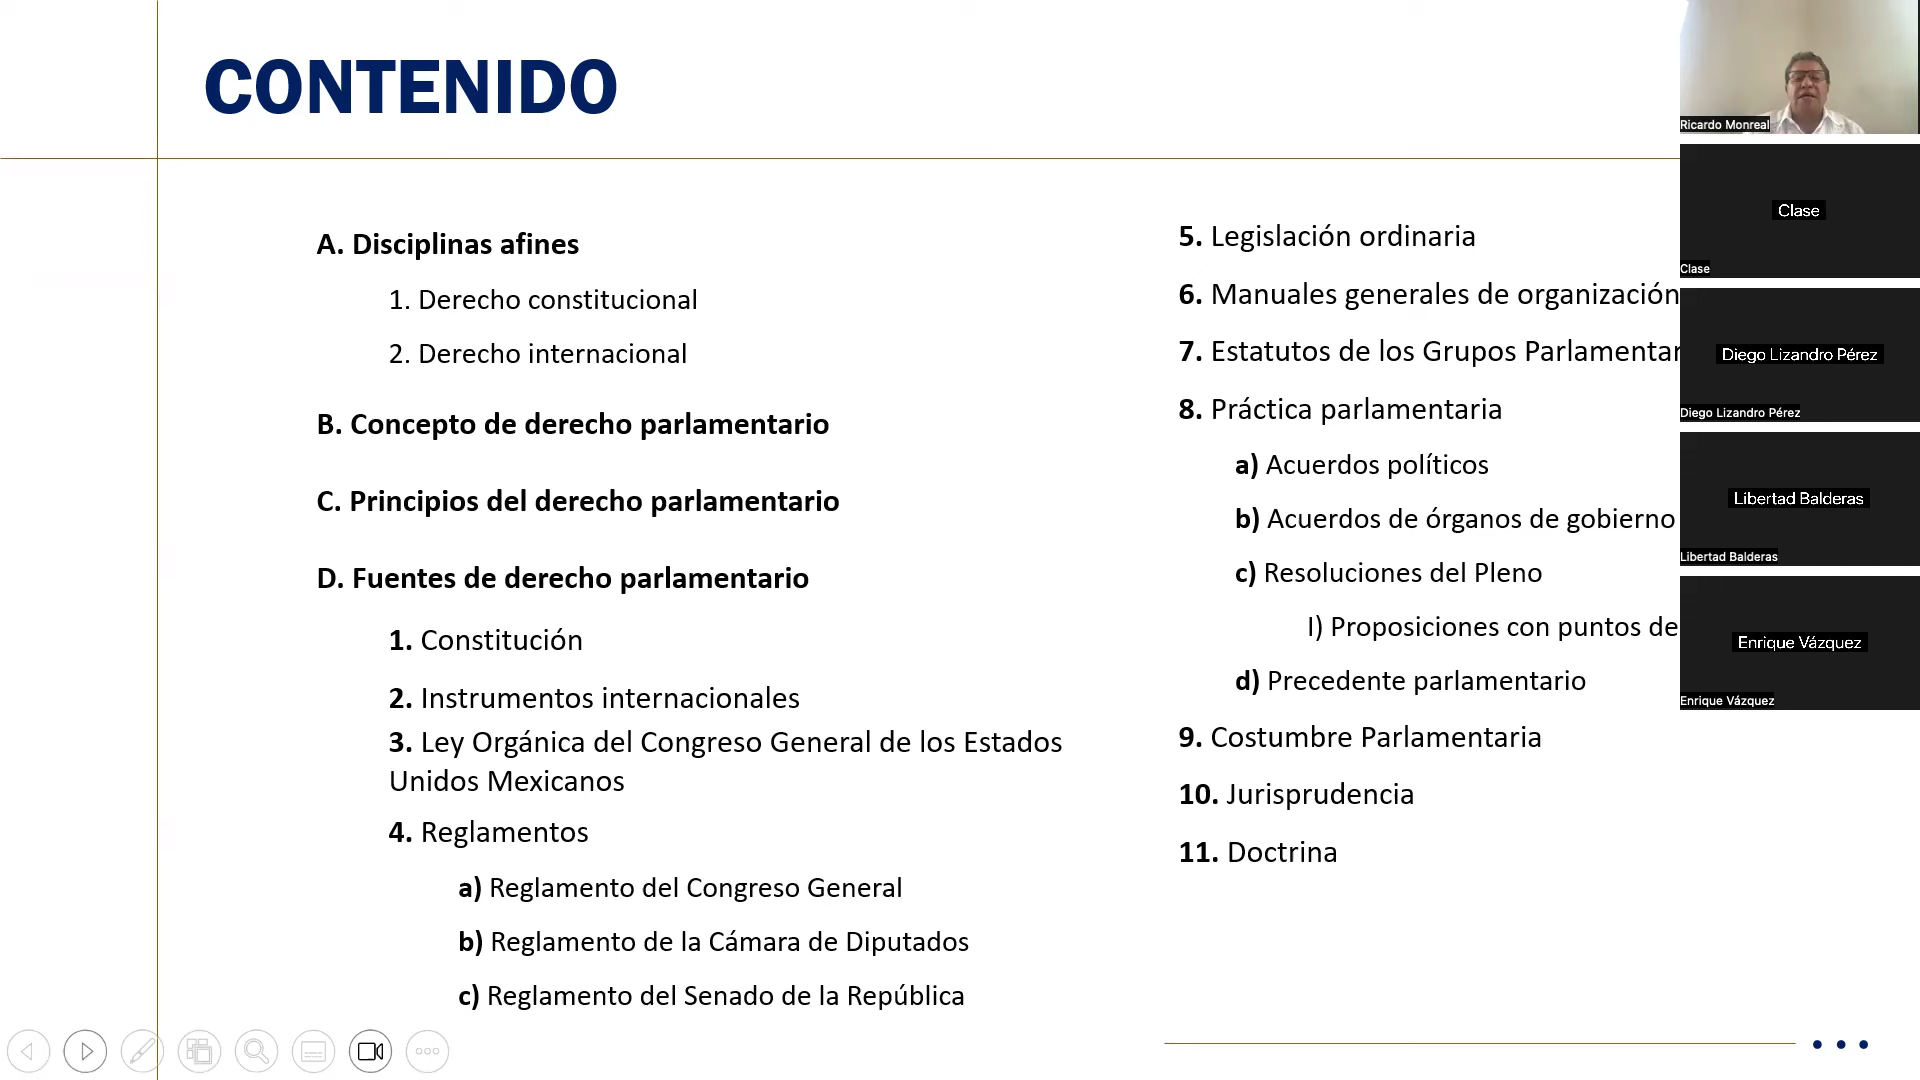 CONTENIDO
A. Disciplinas afines
1. Derecho constitucional
2. Derecho internacional
B. Concepto de derecho parlamentario
C. Principios del derecho parlamentario
D. Fuentes de derecho parlamentario
1. Constitución
2. Instrumentos internacionales
3. Ley Orgánica del Congreso General de los Estados
Unidos Mexicanos
4. Reglamentos
a) Reglamento del Congreso General
b) Reglamento de la Cámara de Diputados
c) Reglamento del Senado de la República
5. Legislación ordinaria
6. Manuales generales de organización
7. Estatutos de los Grupos
8. Práctica parlamentaria
a) Acuerdos políticos
b) Acuerdos de órganos de gobierno
c) Resoluciones del Pleno
I) Proposiciones con puntos de
d) Precedente parlamentario
9. Costumbre Parlamentaria
10. Jurisprudencia
11. Doctrina
Ricardo Monreal
Clase
Clase
Diego Lizandro Pérez
Diego Lizandro Pérez
Libertad Balderas
Libertad Balderas
Enrique Vázquez
Enrique Vázquez